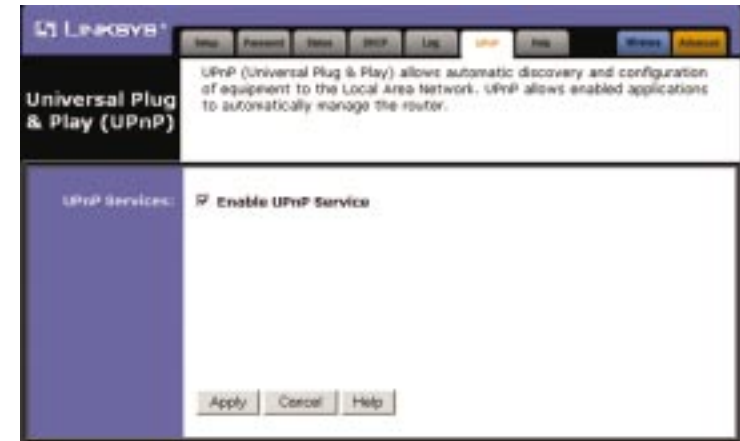 LINKSYS®
Setup Password Status DHCP Log UPnP Help Wireless Advanced
Universal Plug
& Play (UPnP)
UPnP (Universal Plug & Play) allows automatic discovery and configuration
of equipment to the Local Area Network. UPnP allows enabled applications
to automatically manage the router.
UPnP Services:
Enable UPnP Service
Apply Cancel Help